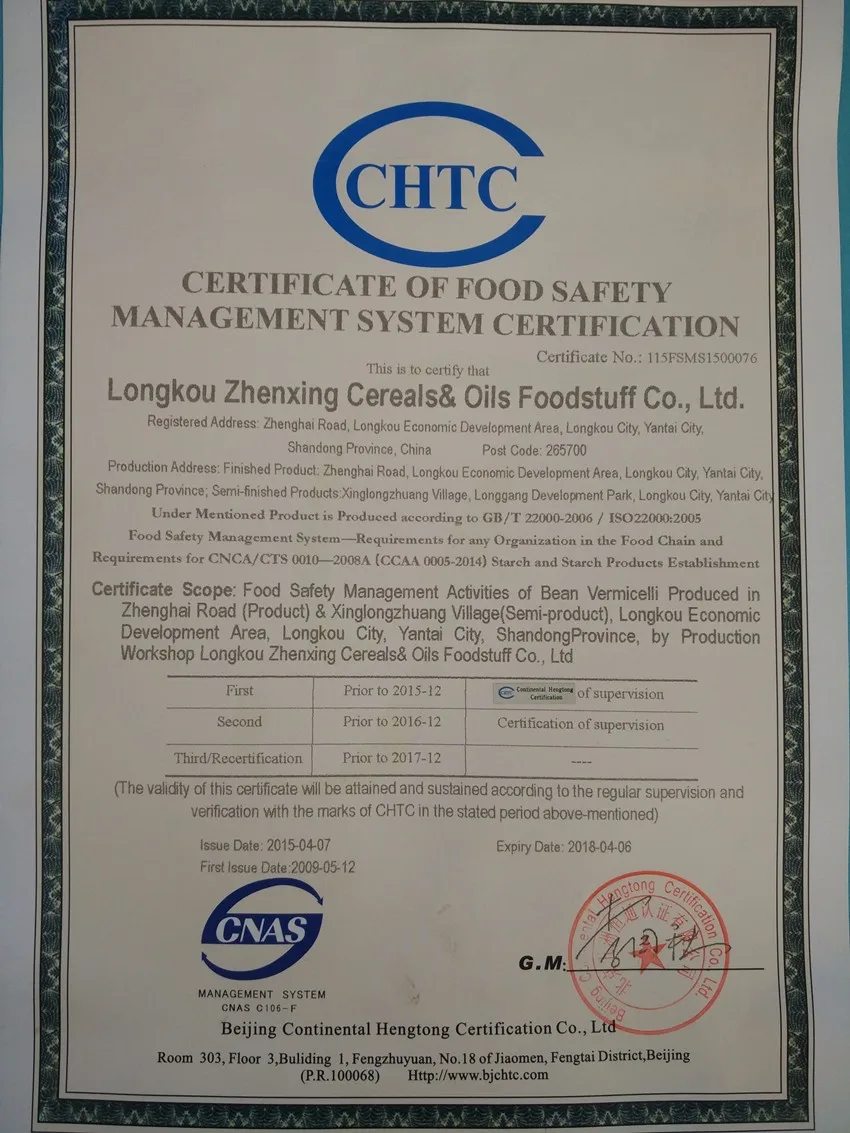 CHTC
CERTIFICATE OF FOOD SAFETY
MANAGEMENT SYSTEM CERTIFICATION
Certificate No.: 115FSMS1500076
This is to certify that
Longkou Zhenxing Cereals& Oils Foodstuff Co., Ltd.
Registered Address: Zhenghai Road, Longkou Economic Development Area, Longkou City, Yantai City,
Shandong Province, China Post Code: 265700
Production Address: Finished Product: Zhenghai Road, Longkou Economic Development Area, Longkou City, Yantai City,
Shandong Province; Semi-finished Products:Xinglongzhuang Village, Longgang Development Park, Longkou City, Yantai City
Under Mentioned Product is Produced according to GB/T 22000-2006 / ISO22000:2005
Food Safety Management System—Requirements for any Organization in the Food Chain and
Requirements for CNCA/CTS 0010—2008A (CCAA 0005-2014) Starch and Starch Products Establishment
Certificate Scope: Food Safety Management Activities of Bean Vermicelli Produced in
Zhenghai Road (Product) & Xinglongzhuang Village(Semi-product), Longkou Economic
Development Area, Longkou City, Yantai City, ShandongProvince, by Production
Workshop Longkou Zhenxing Cereals& Oils Foodstuff Co., Ltd
First Prior to 2015-12 CHTC Continental Hengtong Certification of supervision
Second Prior to 2016-12 Certification of supervision
Third/Recertification Prior to 2017-12 ----
(The validity of this certificate will be attained and sustained according to the regular supervision and
verification with the marks of CHTC in the stated period above-mentioned)
Issue Date: 2015-04-07 Expiry Date: 2018-04-06
First Issue Date:2009-05-12
CNAS
MANAGEMENT SYSTEM
CNAS C106-F
G.M:
Hengtong Certification Co., Ltd.
Beijing
Beijing Continental Hengtong Certification Co., Ltd
Room 303, Floor 3,Buliding 1, Fengzhuyuan, No.18 of Jiaomen, Fengtai District,Beijing
(P.R.100068) Http://www.bjchtc.com